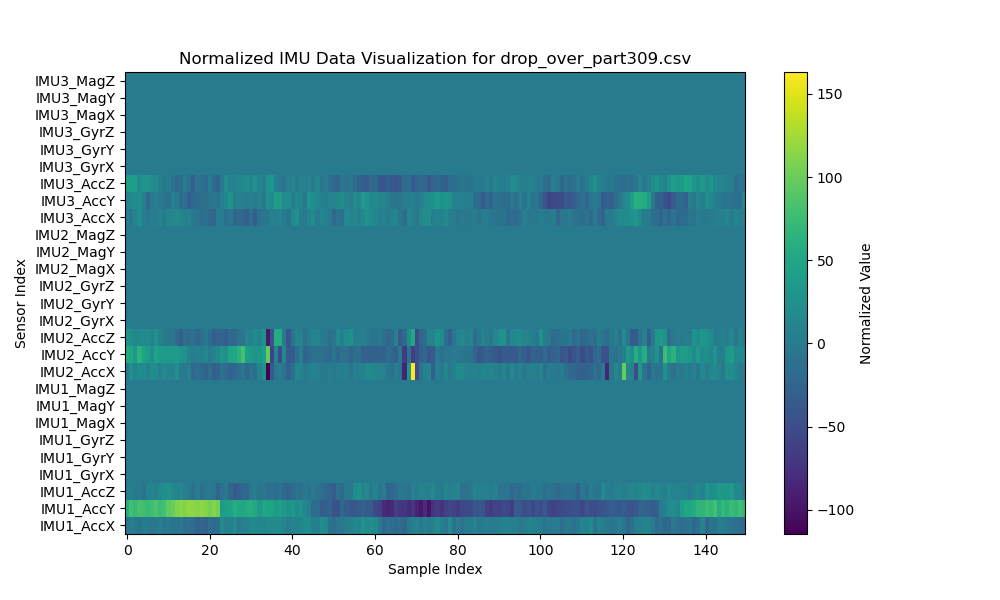 Normalized IMU Data Visualization for drop_over_part309.csv
IMU3_MagZ
IMU3_MagY
IMU3_MagX
IMU3_GyrZ
IMU3_GyrY
IMU3_GyrX
IMU3_AccZ
IMU3_AccY
IMU3_AccX
IMU2_MagZ
IMU2_MagY
IMU2_MagX
IMU2_GyrZ
IMU2_GyrY
IMU2_GyrX
IMU2_AccZ
IMU2_AccY
IMU2_AccX
IMU1_MagZ
IMU1_MagY
IMU1_MagX
IMU1_GyrZ
IMU1_GyrY
IMU1_GyrX
IMU1_AccZ
IMU1_AccY
IMU1_AccX
Sensor Index
0 20 40 60 80 100 120 140
Sample Index
150
100
50
0
−50
−100
Normalized Value